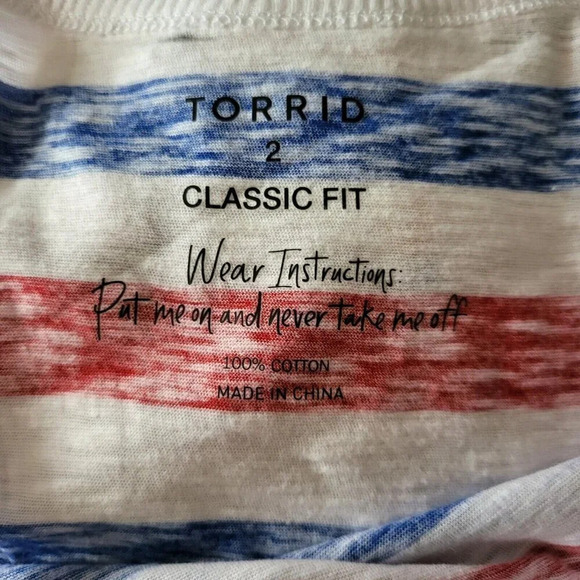 TORRID
2
CLASSIC FIT
Wear Instructions:
Put me on and never take me off
100% COTTON
MADE IN CHINA